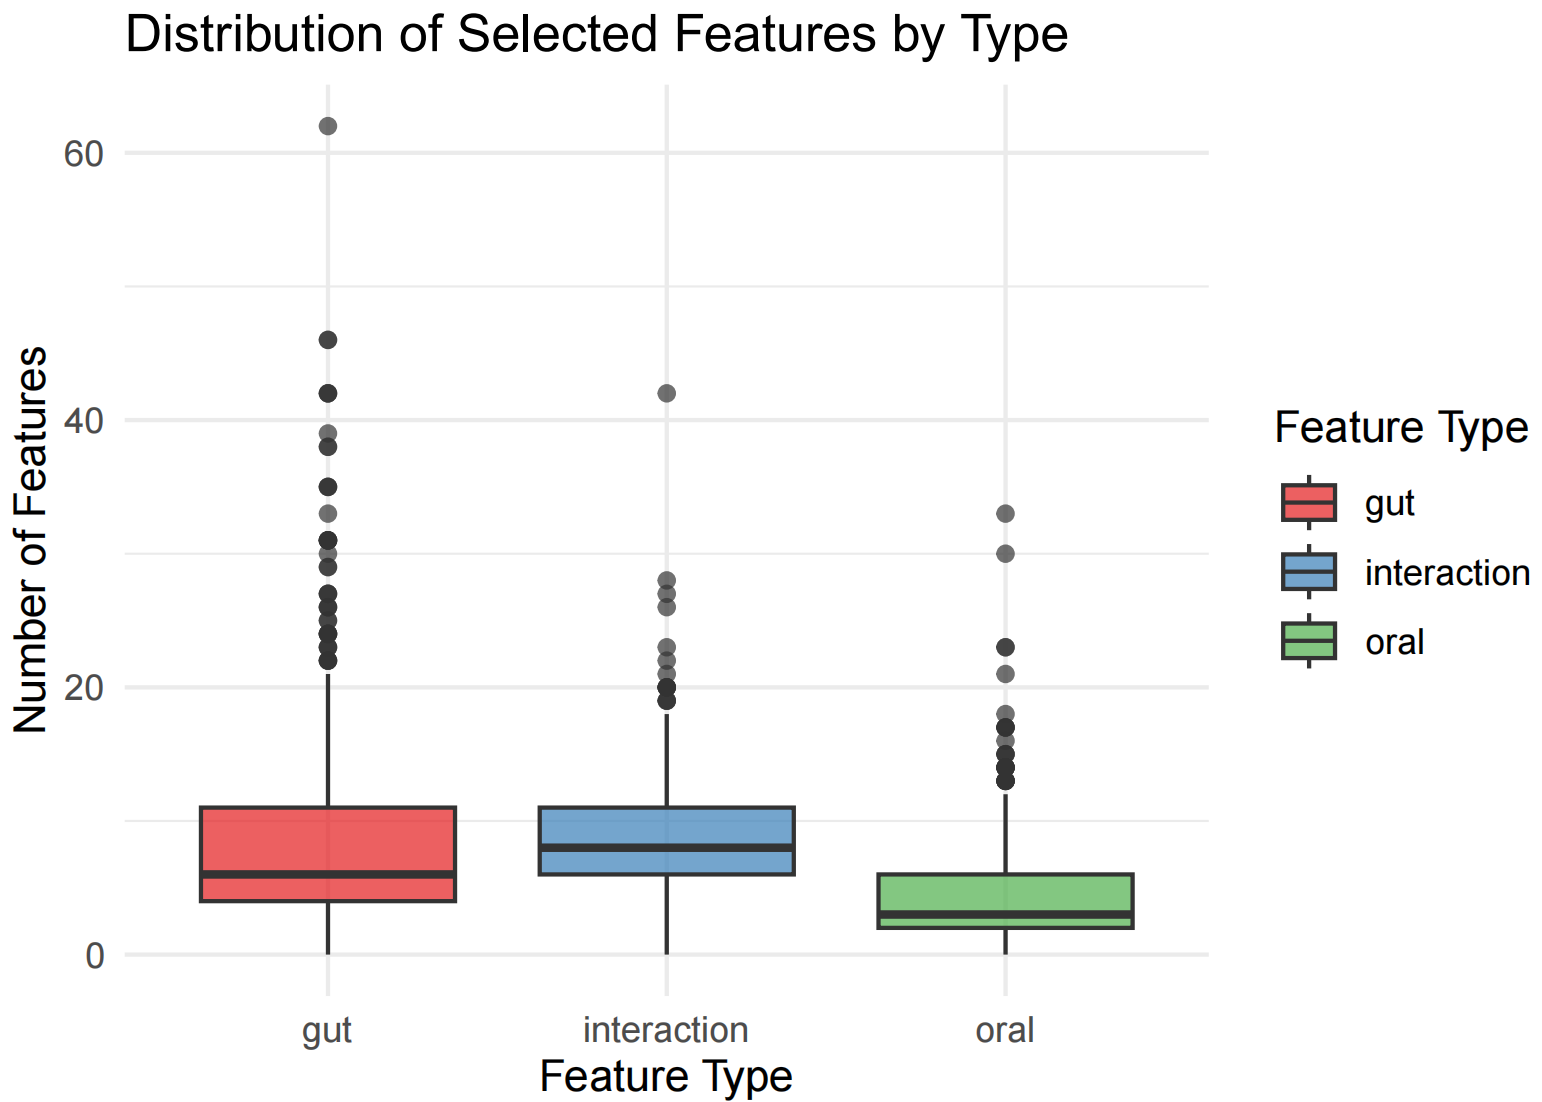 Distribution of Selected Features by Type
Number of Features
60
40
20
0
gut
interaction
oral
Feature Type
Feature Type
gut
interaction
oral